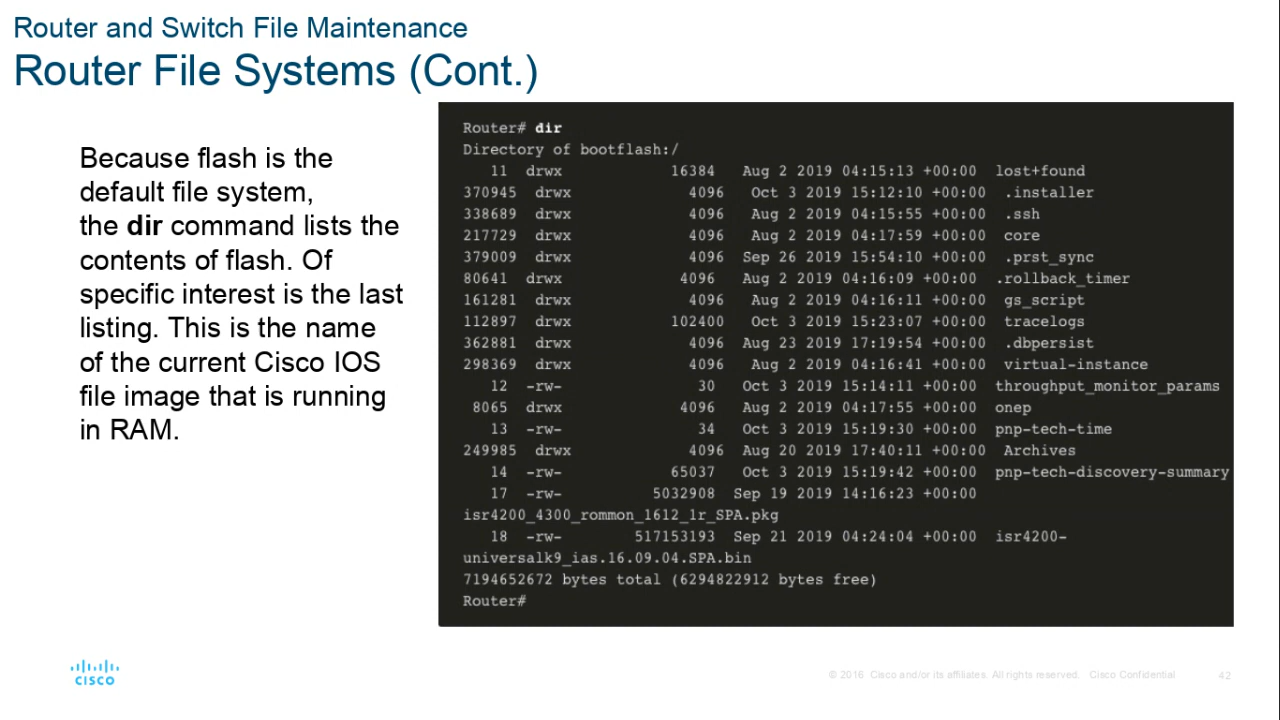 Router and Switch File Maintenance
Router File Systems (Cont.)
Because flash is the
default file system,
the dir command lists the
contents of flash. Of
specific interest is the last
listing. This is the name
of the current Cisco IOS
file image that is running
in RAM.
Router# dir
Directory of bootflash:/
11 drwx 16384 Aug 2 2019 04:15:13 +00:00 lost+found
370945 drwx 4096 Oct 3 2019 15:12:10 +00:00 .installer
338689 drwx 4096 Aug 2 2019 04:15:55 +00:00 .ssh
217729 drwx 4096 Aug 2 2019 04:17:59 +00:00 core
379009 drwx 4096 Sep 26 2019 15:54:10 +00:00 .prst_sync
80641 drwx 4096 Aug 2 2019 04:16:09 +00:00 .rollback_timer
161281 drwx 4096 Aug 2 2019 04:16:11 +00:00 gs_script
112897 drwx 102400 Oct 3 2019 15:23:07 +00:00 tracelogs
362881 drwx 4096 Aug 23 2019 17:19:54 +00:00 .dbpersist
298369 drwx 4096 Aug 2 2019 04:16:41 +00:00 virtual-instance
12 -rw- 30 Oct 3 2019 15:14:11 +00:00 throughput_monitor_params
8065 drwx 4096 Aug 2 2019 04:17:55 +00:00 onep
13 -rw- 34 Oct 3 2019 15:19:30 +00:00 pnp-tech-time
249985 drwx 4096 Aug 20 2019 17:40:11 +00:00 Archives
14 -rw- 65037 Oct 3 2019 15:19:42 +00:00 pnp-tech-discovery-summary
17 -rw- 5032908 Sep 19 2019 14:16:23 +00:00
isr4200_4300_rommon_1612_1r_SPA.pkg
18 -rw- 517153193 Sep 21 2019 04:24:04 +00:00 isr4200-
universalk9_ias.16.09.04.SPA.bin
7194652672 bytes total (6294822912 bytes free)
Router#
CISCO
© 2016 Cisco and/or its affiliates. All rights reserved. Cisco Confidential
42